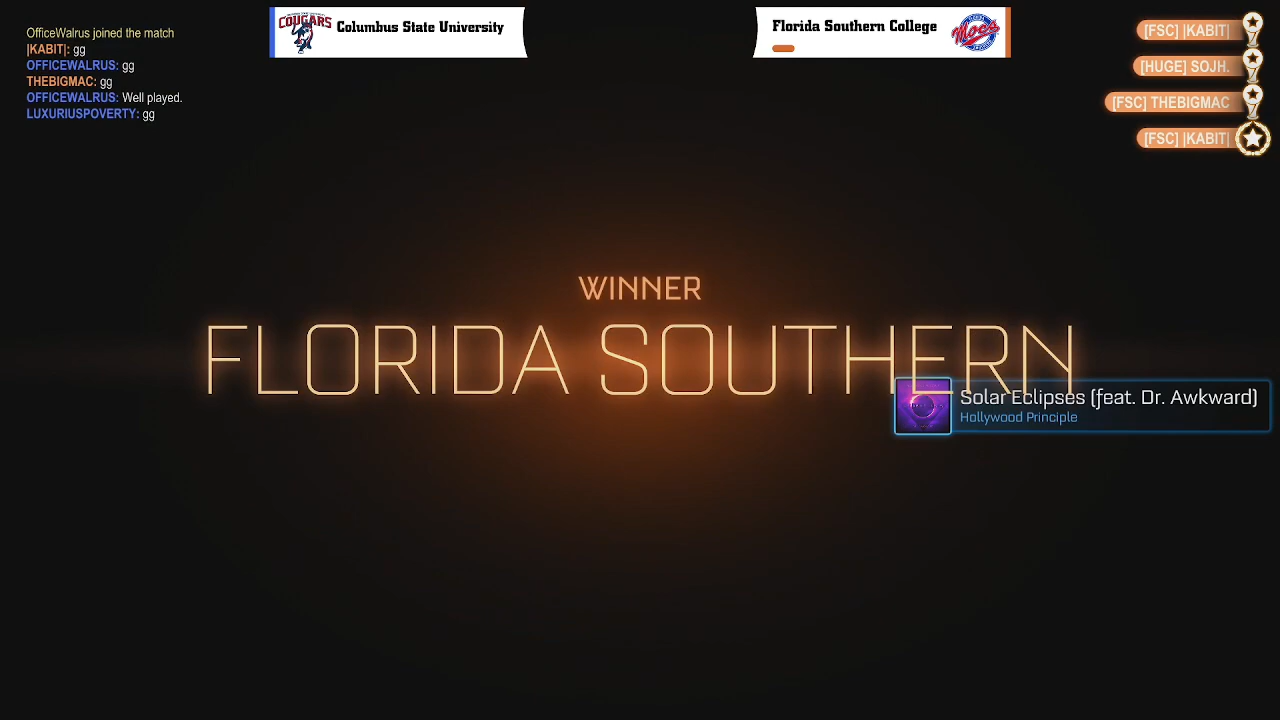 OfficeWalrus joined the match
|KABIT|: gg
OFFICEWALRUS: gg
THEBIGMAC: gg
OFFICEWALRUS: Well played.
LUXURIUSPOVERTY: gg
COUGARS
Columbus State University
Florida Southern College
Mocs
[FSC] |KABIT|
[HUGE] SOJH.
[FSC] THEBIGMAC
[FSC] |KABIT|
WINNER
FLORIDA SOUTHERN
Solar Eclipses (feat. Dr. Awkward)
Hollywood Principle